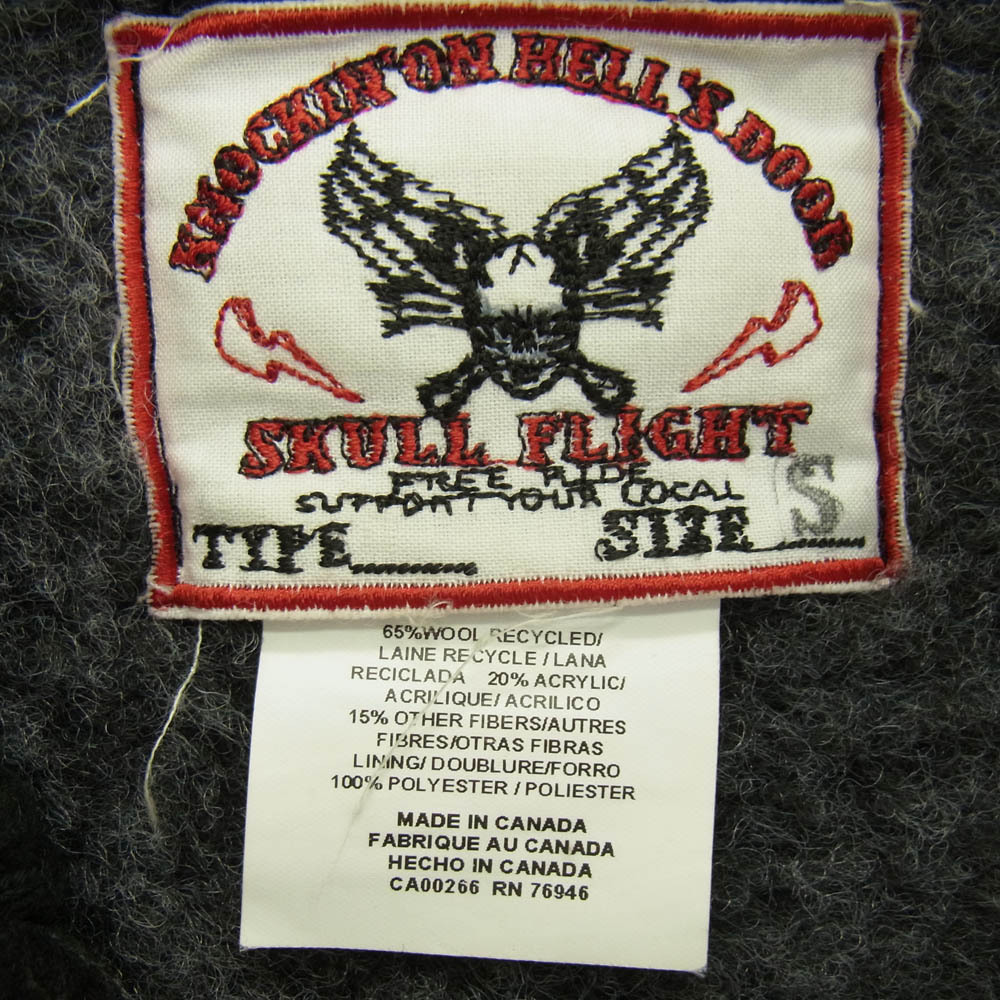 KNOCKIN' ON HELL'S DOOR
SKULL FLIGHT
FREE RIDE
SUPPORT YOUR LOCAL
TYPE SIZE S
65%WOOL RECYCLED/
LAINE RECYCLE / LANA
RECICLADA 20% ACRYLIC/
ACRILIQUE/ ACRILICO
15% OTHER FIBERS/AUTRES
FIBRES/OTRAS FIBRAS
LINING/ DOUBLURE/FORRO
100% POLYESTER / POLIESTER
MADE IN CANADA
FABRIQUE AU CANADA
HECHO IN CANADA
CA00266 RN 76946